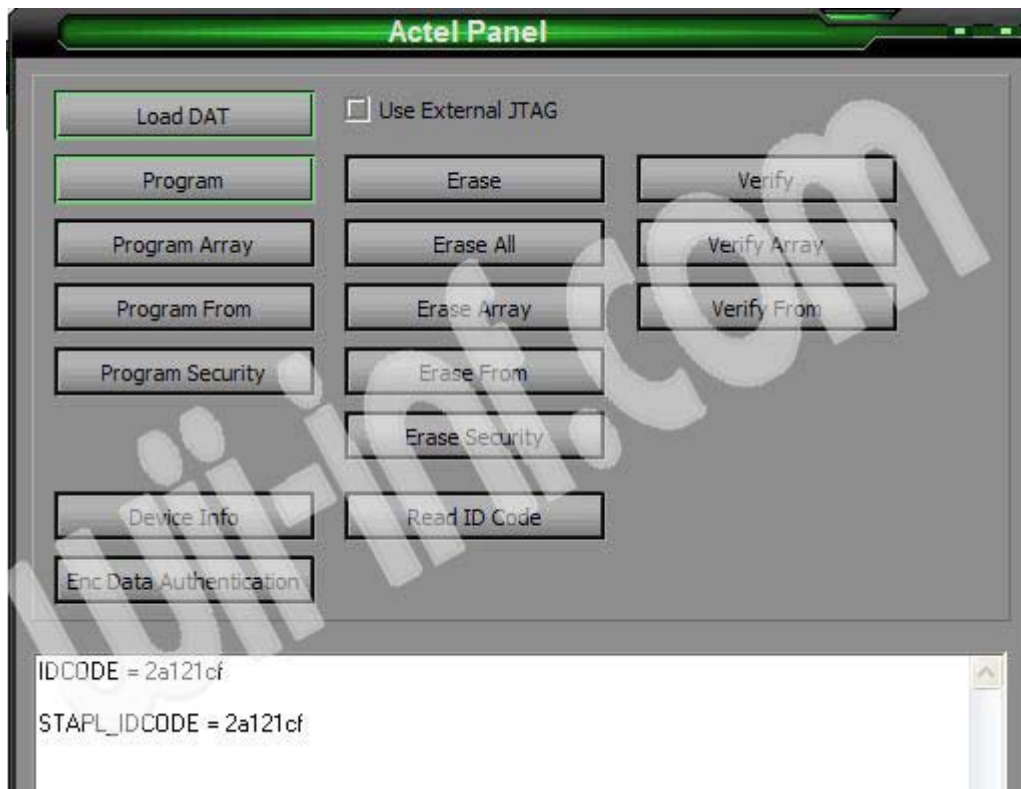 Actel Panel
Load DAT
Use External JTAG
Program
Erase
Verify
Program Array
Erase All
Verify Array
Program From
Erase Array
Verify From
Program Security
Erase From
Erase Security
Device Info
Read ID Code
Enc Data Authentication
wii-inf.com
IDCODE = 2a121cf
STAPL_IDCODE = 2a121cf